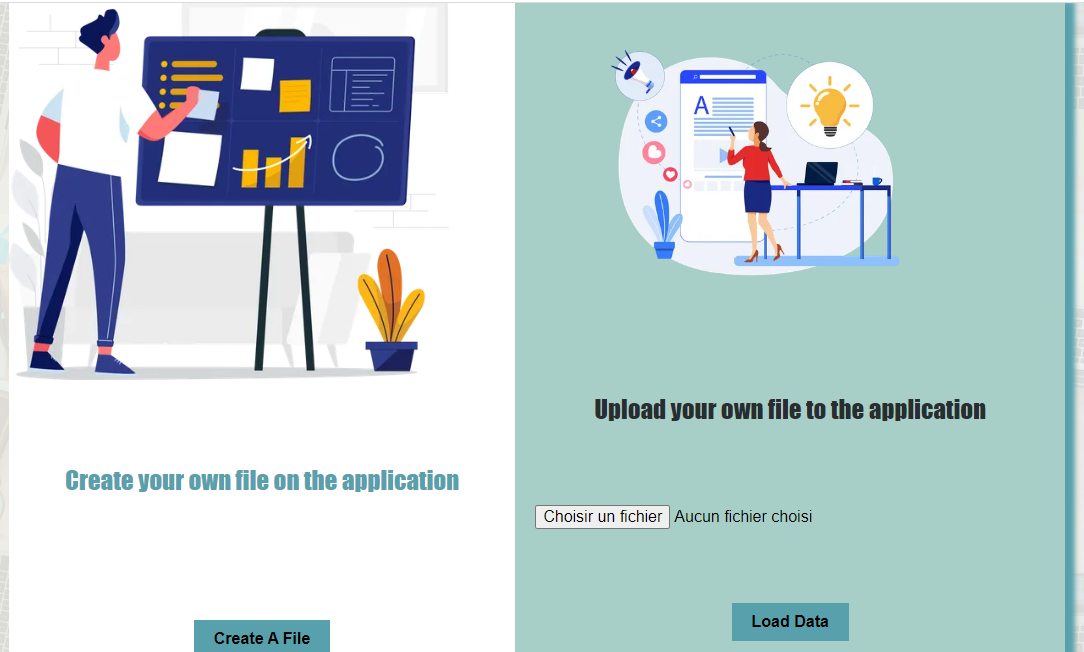 A
Create your own file on the application
Create A File
Upload your own file to the application
Choisir un fichier Aucun fichier choisi
Load Data